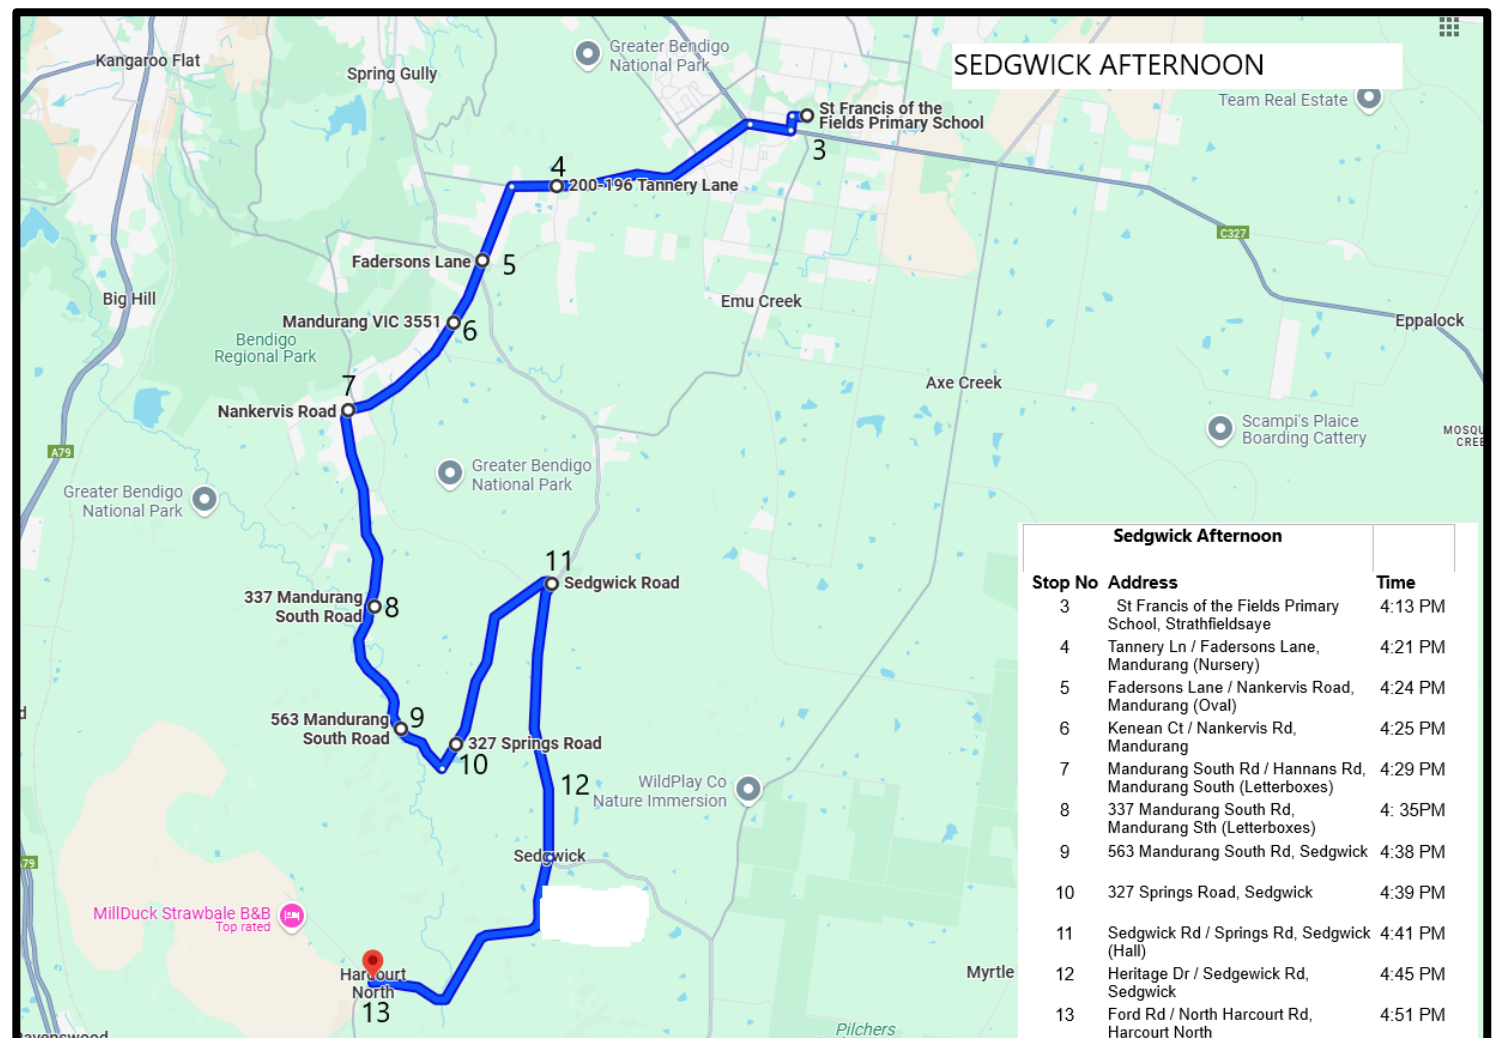 SEDGWICK AFTERNOON
Kangaroo Flat
Spring Gully
Greater Bendigo
National Park
Team Real Estate
St Francis of the
Fields Primary School
3
4
200-196 Tannery Lane
C327
Fadersons Lane
5
Big Hill
Emu Creek
Mandurang VIC 3551
6
Eppalock
Bendigo
Regional Park
7
Axe Creek
Nankervis Road
Scampi's Plaice
Boarding Cattery
A79
Greater Bendigo
National Park
Greater Bendigo
National Park
11
Sedgwick Road
337 Mandurang
South Road
8
563 Mandurang
South Road
9
327 Springs Road
10
12
WildPlay Co
Nature Immersion
Sedgwick
79
MillDuck Strawbale B&B
Top rated
Harcourt
North
13
Myrtle
Pilchers
Sedgwick Afternoon
Stop No Address Time
3 St Francis of the Fields Primary 4:13 PM
School, Strathfieldsaye
4 Tannery Ln / Fadersons Lane, 4:21 PM
Mandurang (Nursery)
5 Fadersons Lane / Nankervis Road, 4:24 PM
Mandurang (Oval)
6 Kenean Ct / Nankervis Rd, 4:25 PM
Mandurang
7 Mandurang South Rd / Hannans Rd, 4:29 PM
Mandurang South (Letterboxes)
8 337 Mandurang South Rd, 4: 35PM
Mandurang Sth (Letterboxes)
9 563 Mandurang South Rd, Sedgwick 4:38 PM
10 327 Springs Road, Sedgwick 4:39 PM
11 Sedgwick Rd / Springs Rd, Sedgwick 4:41 PM
(Hall)
12 Heritage Dr / Sedgewick Rd, 4:45 PM
Sedgwick
13 Ford Rd / North Harcourt Rd, 4:51 PM
Harcourt North